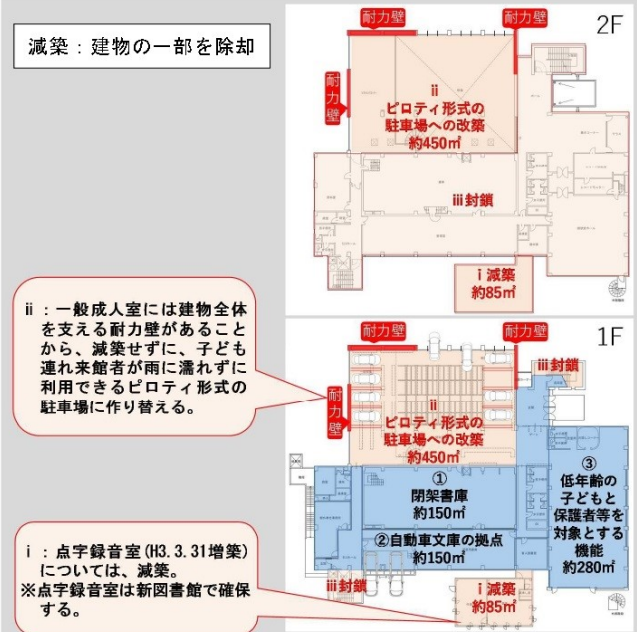 減築：建物の一部を除却
2F
耐力壁
耐力壁
耐力壁
ⅱ
ピロティ形式の
駐車場への改築
約450㎡
ⅲ封鎖
ⅰ減築
約85㎡
ⅱ：一般成人室には建物全体
を支える耐力壁があること
から、減築せずに、子ども
連れ来館者が雨に濡れずに
利用できるピロティ形式の
駐車場に作り替える。
1F
耐力壁
耐力壁
耐力壁
ⅲ封鎖
ⅱ
ピロティ形式の
駐車場への改築
約450㎡
①
閉架書庫
約150㎡
②自動車文庫の拠点
約150㎡
③
低年齢の
子どもと
保護者等を
対象とする
機能
約280㎡
ⅲ封鎖
ⅰ減築
約85㎡
ⅰ：点字録音室(H3.3.31増築)
については、減築。
※点字録音室は新図書館で確保
する。